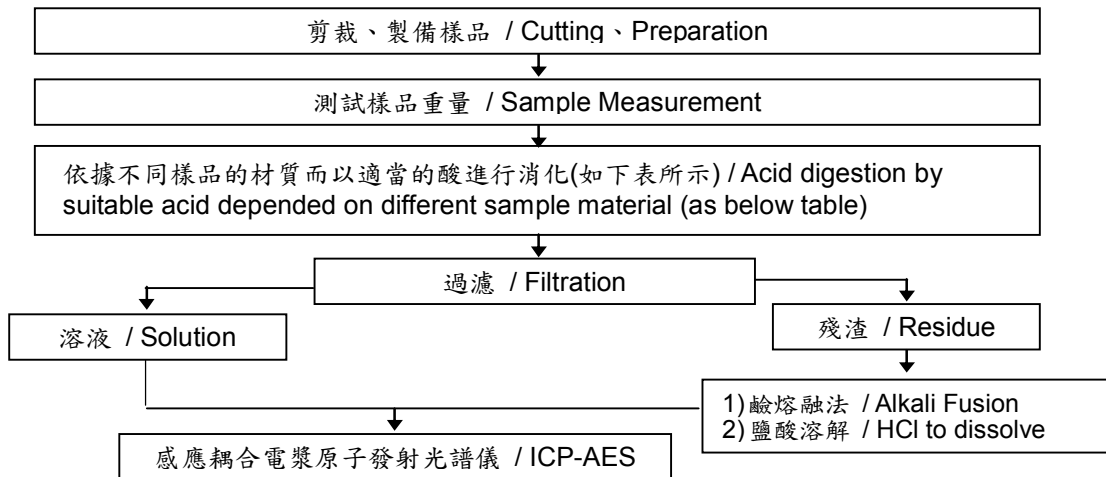 剪裁、製備樣品 / Cutting、Preparation
測試樣品重量 / Sample Measurement
依據不同樣品的材質而以適當的酸進行消化(如下表所示) / Acid digestion by
suitable acid depended on different sample material (as below table)
過濾 / Filtration
溶液 / Solution
殘渣 / Residue
1)鹼熔融法 / Alkali Fusion
2)鹽酸溶解 / HCl to dissolve
感應耦合電漿原子發射光譜儀 / ICP-AES